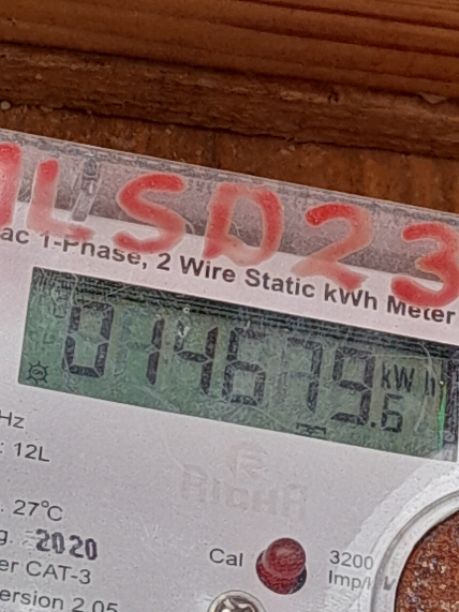 LSD23
ac 1-Phase, 2 Wire Static kWh Meter
014679.6 kWh
Hz
: 12L
27°C
g. 2020
er CAT-3
ersion 2.05
Cal
3200
Imp/